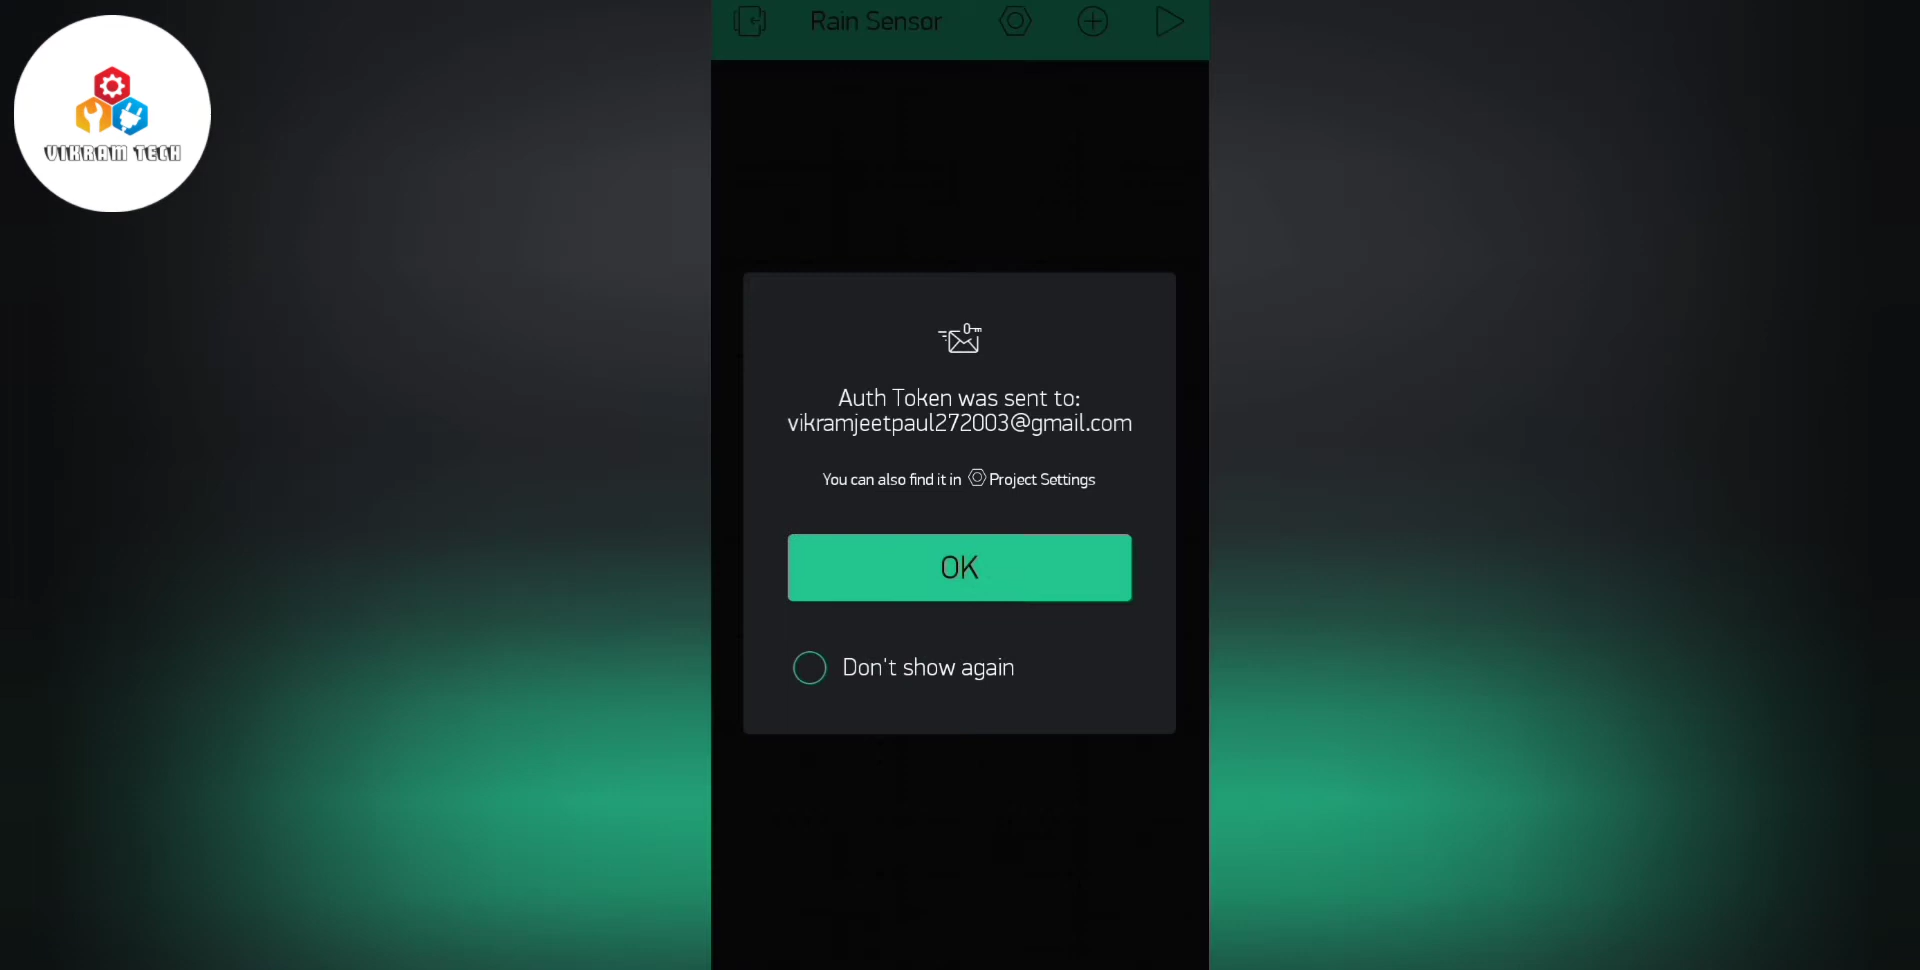 Rain Sensor
VIKRAM TECH
Auth Token was sent to:
vikramjeetpaul272003@gmail.com
You can also find it in Project Settings
OK
Don't show again